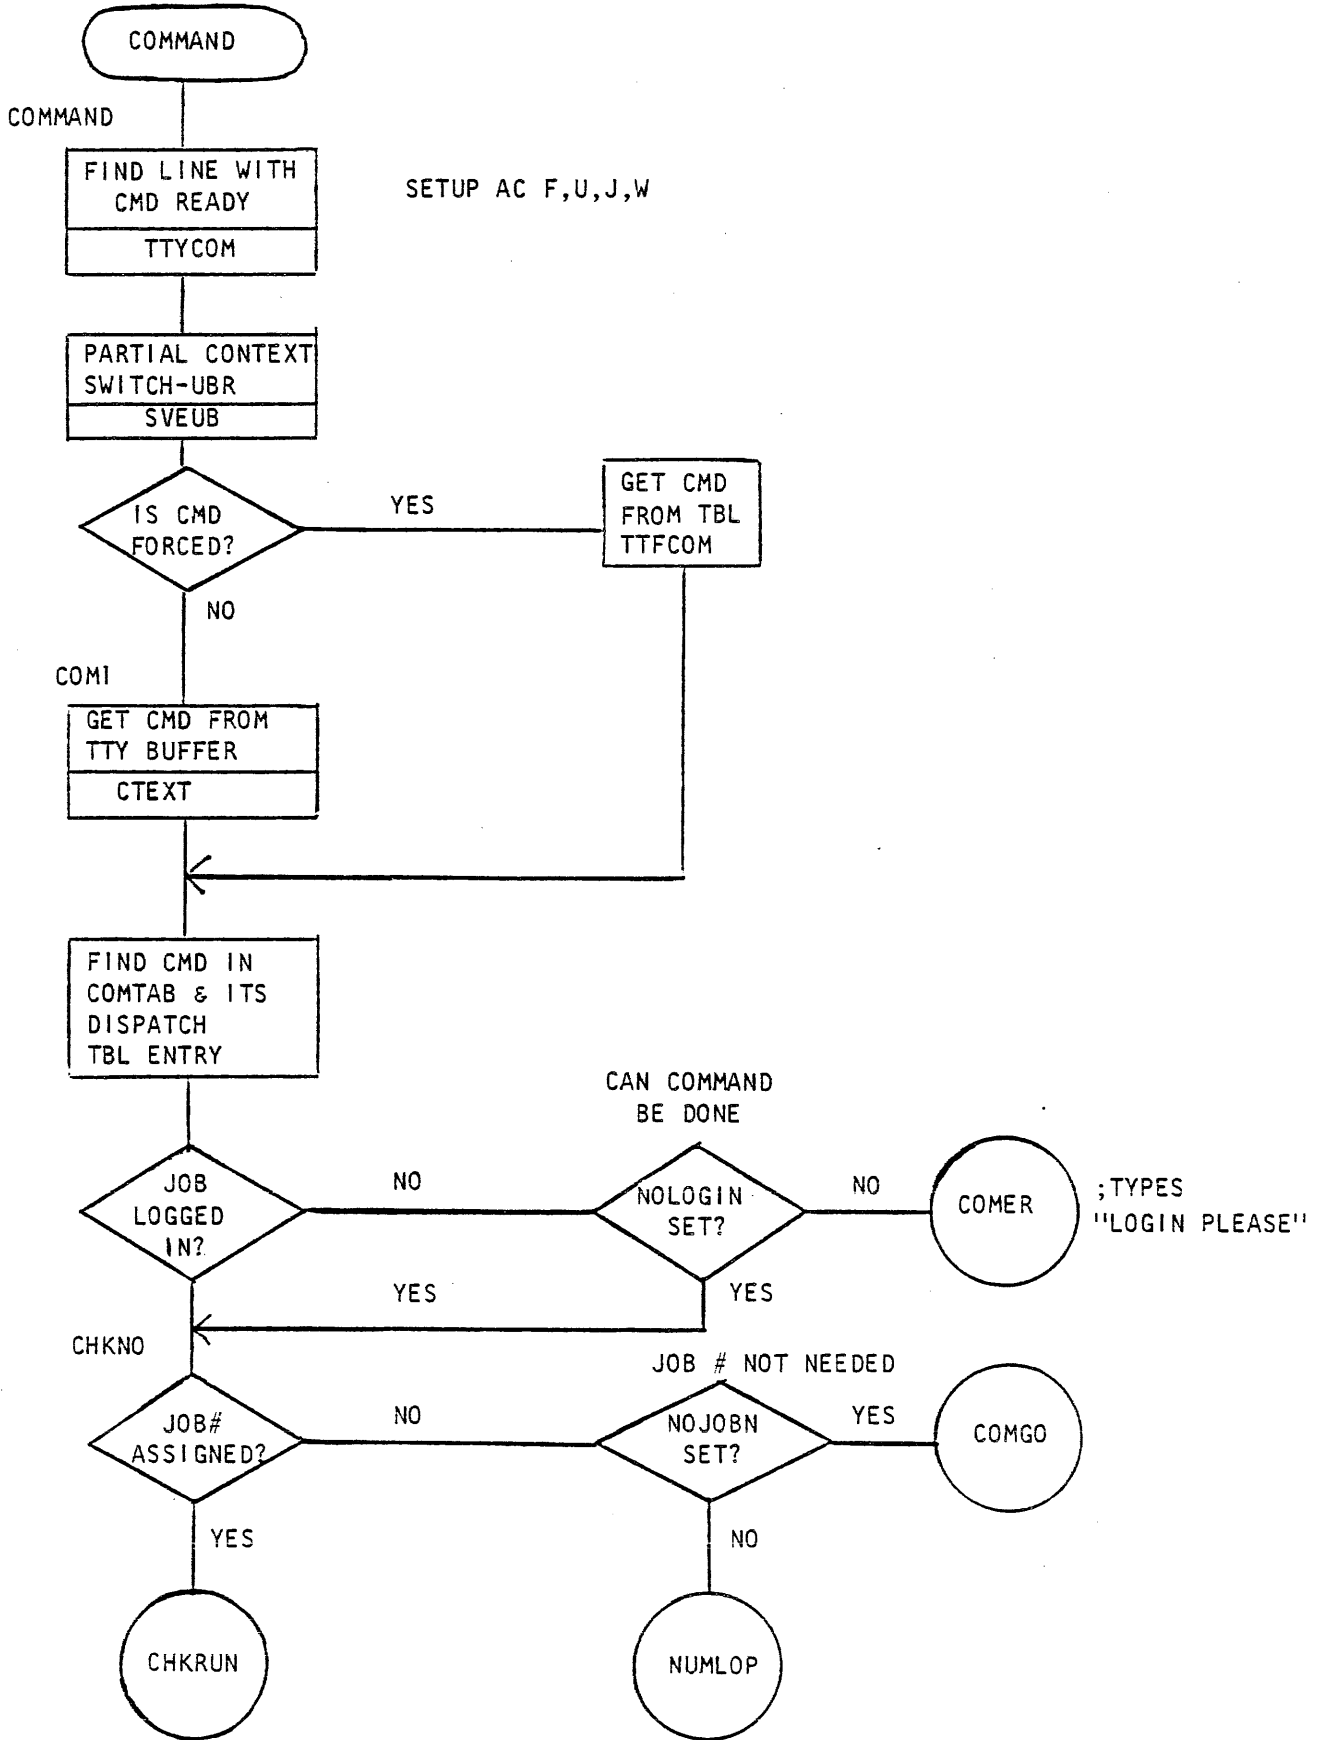 COMMAND
COMMAND
FIND LINE WITH
CMD READY
TTYCOM
SETUP AC F,U,J,W
PARTIAL CONTEXT
SWITCH-UBR
SVEUB
IS CMD
FORCED?
YES
GET CMD
FROM TBL
TTFCOM
NO
COM1
GET CMD FROM
TTY BUFFER
CTEXT
FIND CMD IN
COMTAB & ITS
DISPATCH
TBL ENTRY
CAN COMMAND
BE DONE
JOB
LOGGED
IN?
NO
NOLOGIN
SET?
NO
COMER
;TYPES
"LOGIN PLEASE"
YES
YES
CHKNO
JOB # NOT NEEDED
JOB#
ASSIGNED?
NO
NOJOBN
SET?
YES
COMGO
YES
NO
CHKRUN
NUMLOP